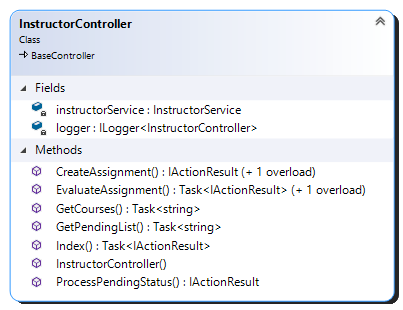 InstructorController
Class
BaseController
Fields
instructorService : InstructorService
logger : ILogger<InstructorController>
Methods
CreateAssignment() : IActionResult (+ 1 overload)
EvaluateAssignment() : Task<IActionResult> (+ 1 overload)
GetCourses() : Task<string>
GetPendingList() : Task<string>
Index() : Task<IActionResult>
InstructorController()
ProcessPendingStatus() : IActionResult